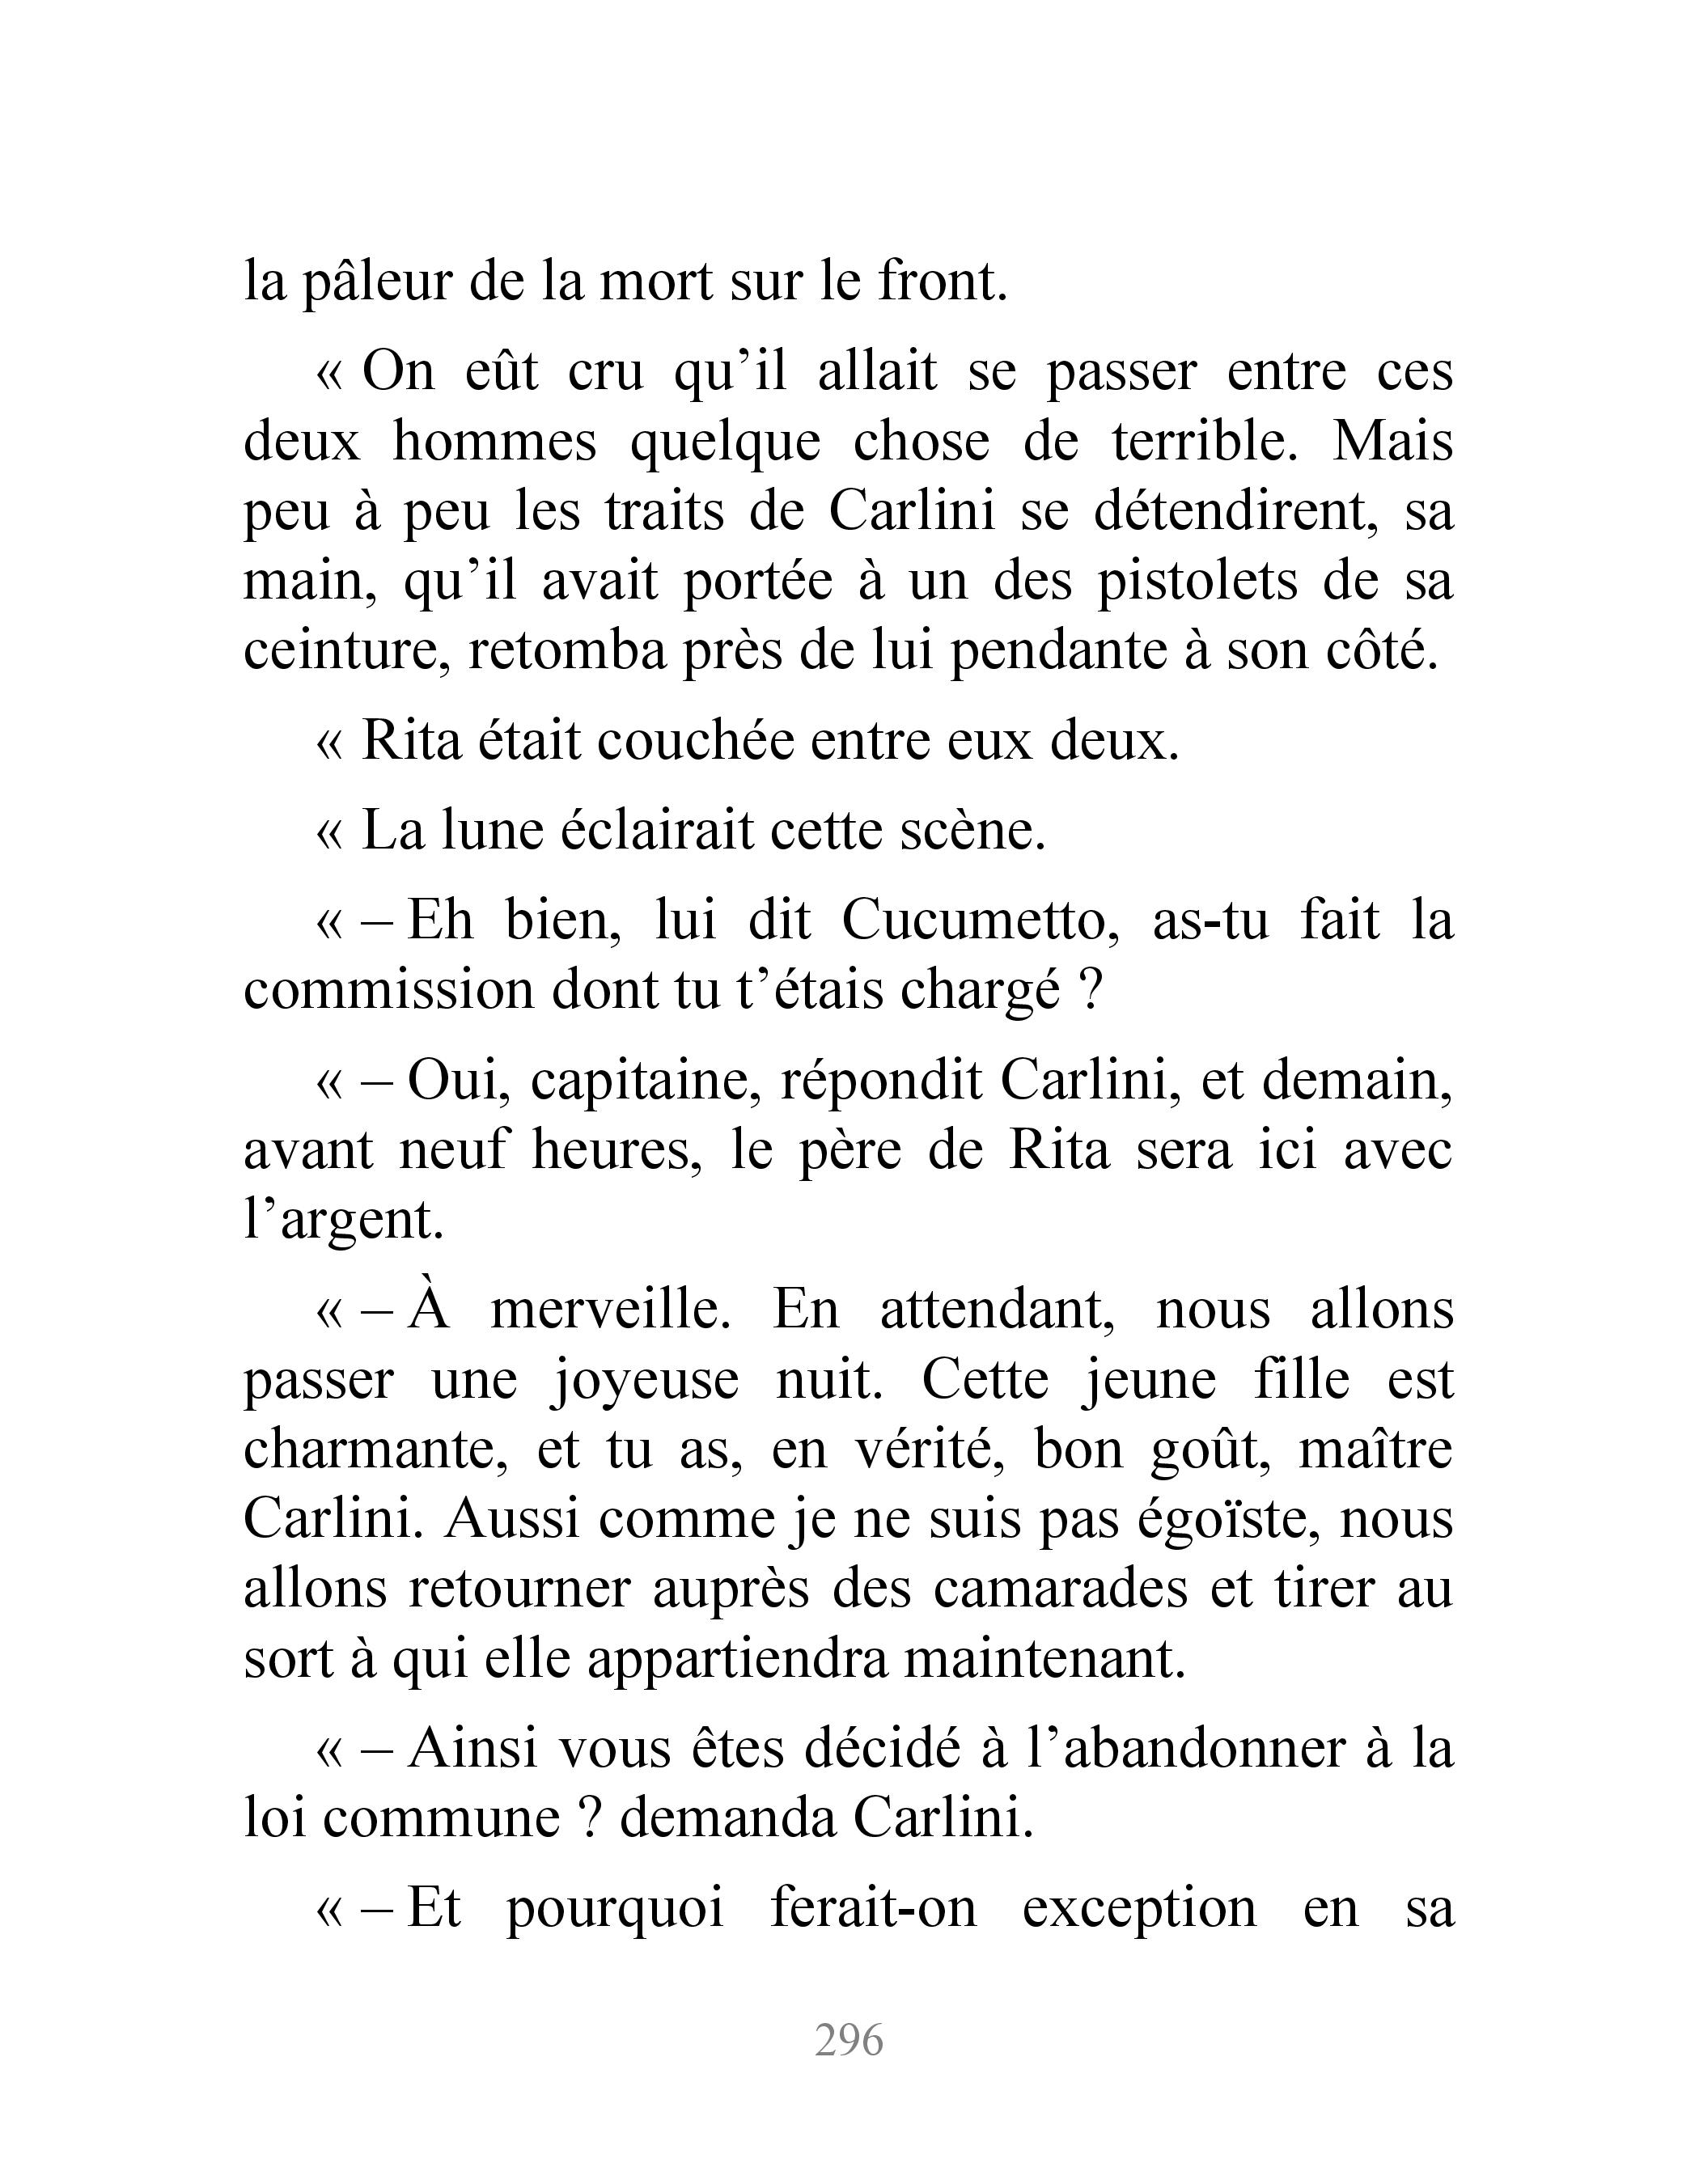 la pâleur de la mort sur le front.
« On eût cru qu’il allait se passer entre ces
deux hommes quelque chose de terrible. Mais
peu à peu les traits de Carlini se détendirent, sa
main, qu’il avait portée à un des pistolets de sa
ceinture, retomba près de lui pendante à son côté.
« Rita était couchée entre eux deux.
« La lune éclairait cette scène.
« – Eh bien, lui dit Cucumetto, as-tu fait la
commission dont tu t’étais chargé ?
« – Oui, capitaine, répondit Carlini, et demain,
avant neuf heures, le père de Rita sera ici avec
l’argent.
« – À merveille. En attendant, nous allons
passer une joyeuse nuit. Cette jeune fille est
charmante, et tu as, en vérité, bon goût, maître
Carlini. Aussi comme je ne suis pas égoïste, nous
allons retourner auprès des camarades et tirer au
sort à qui elle appartiendra maintenant.
« – Ainsi vous êtes décidé à l’abandonner à la
loi commune ? demanda Carlini.
« – Et pourquoi ferait-on exception en sa
296